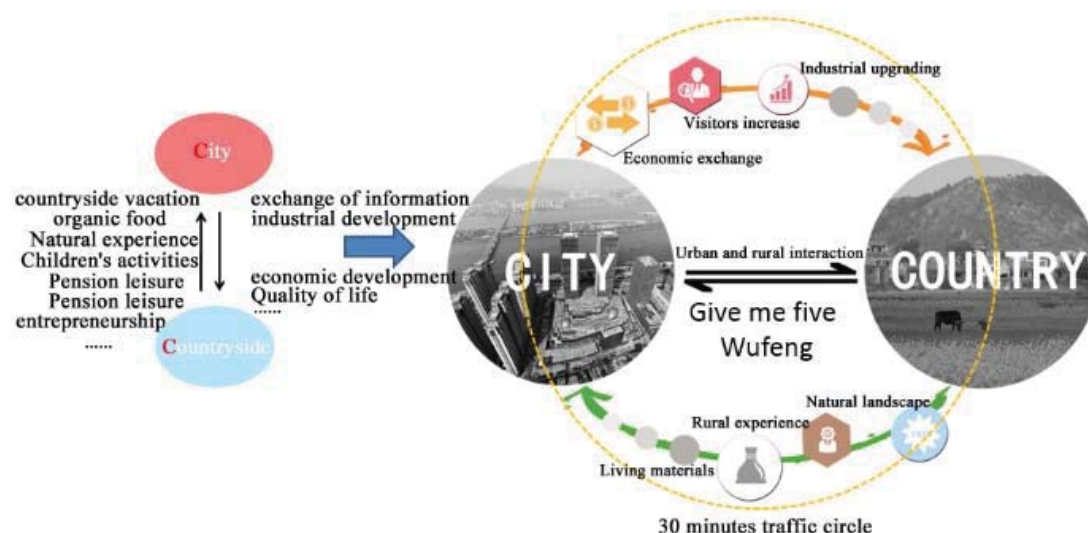 City
countryside vacation
organic food
Natural experience
Children's activities
Pension leisure
Pension leisure
entrepreneurship
......
Countryside
exchange of information
industrial development
economic development
Quality of life
......
Industrial upgrading
Visitors increase
Economic exchange
CITY
Urban and rural interaction
COUNTRY
Give me five
Wufeng
Natural landscape
Rural experience
Living materials
30 minutes traffic circle